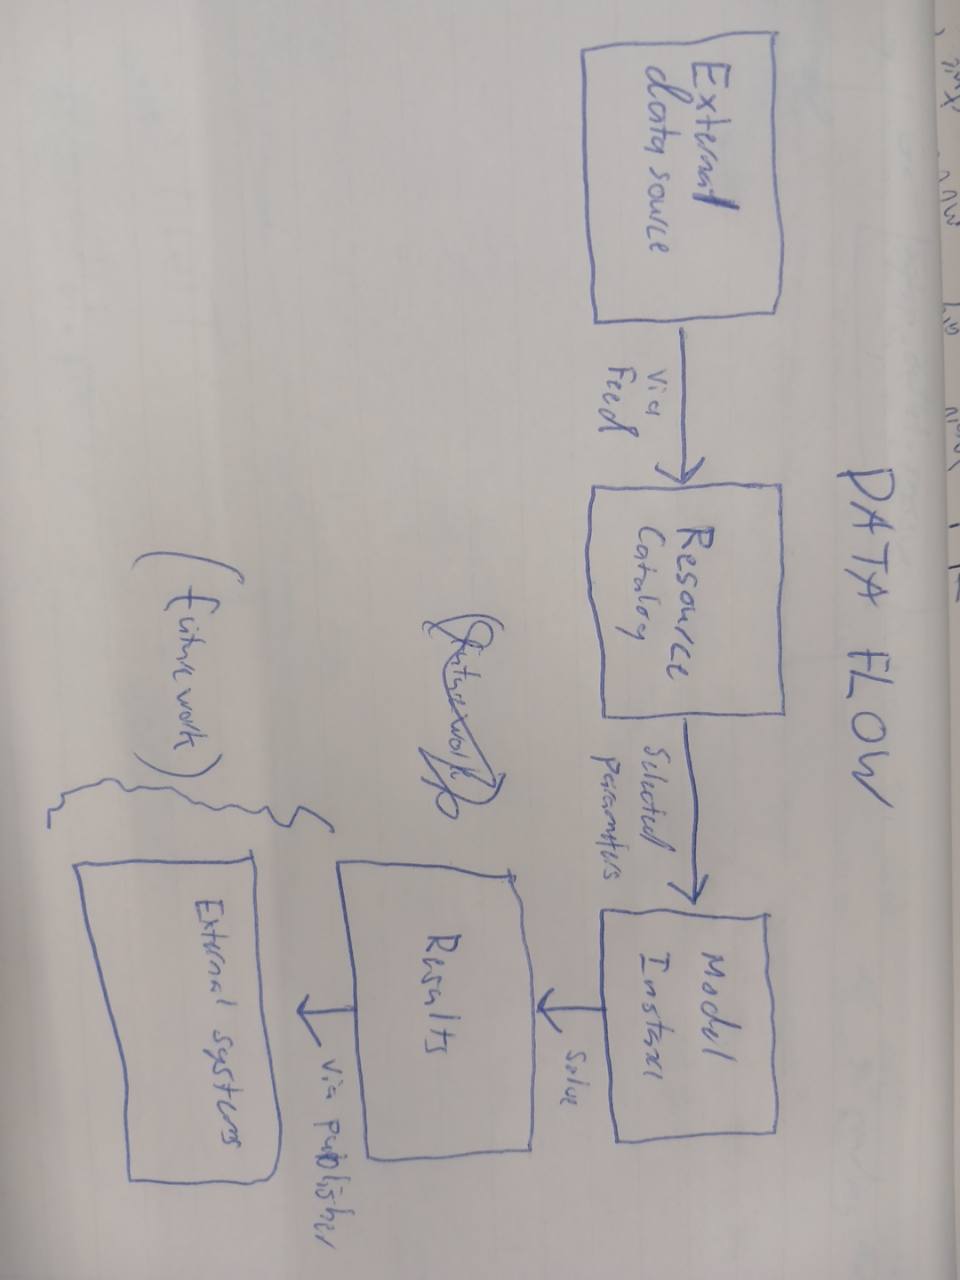 DATA FLOW
External
data source
via
Feed
Resource
Catalog
Selected
parameters
Model
Instance
Solve
Results
via publisher
External systems
(future work)
(future work)